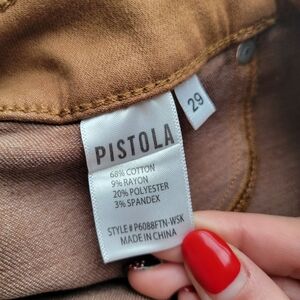 PISTOLA
68% COTTON
9% RAYON
20% POLYESTER
3% SPANDEX
STYLE # P6088FTN-WSK
MADE IN CHINA
29